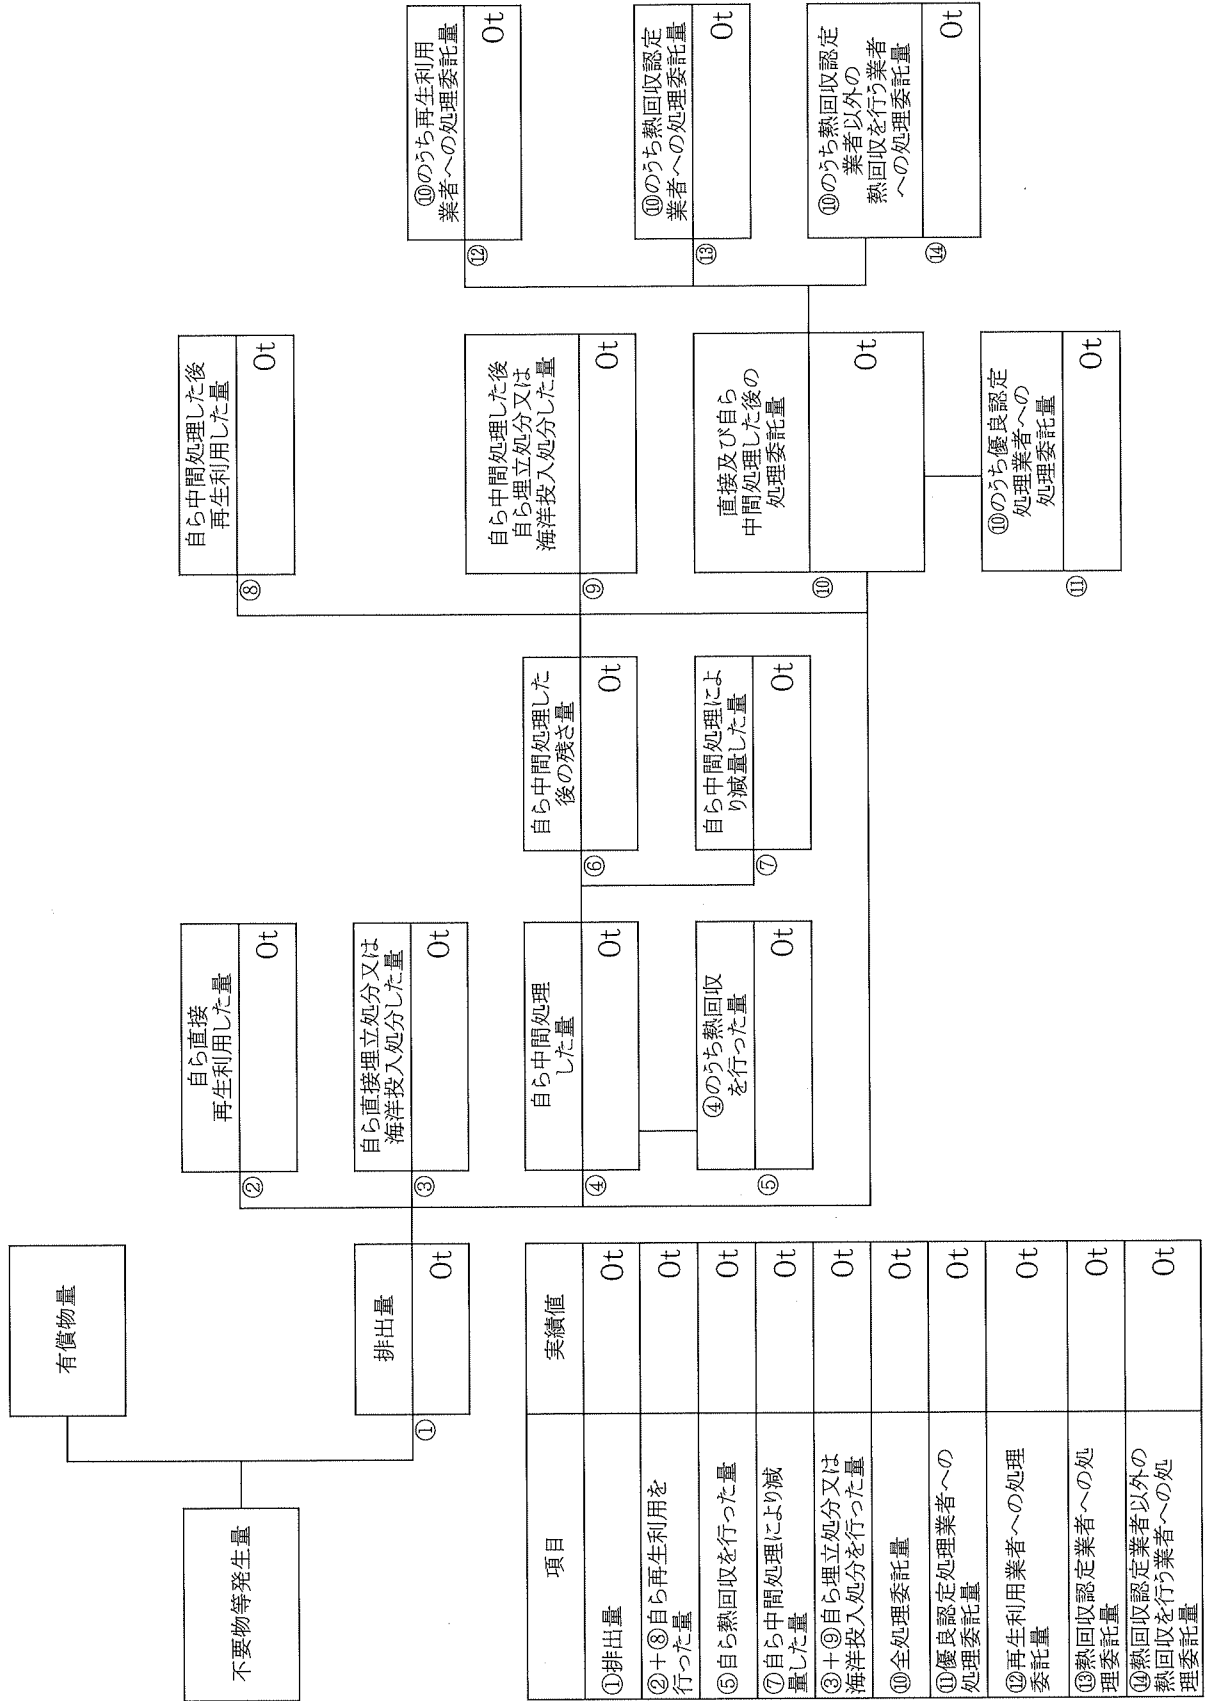 不要物等発生量
有償物量
①
排出量
0t
②
自ら直接
再生利用した量
0t
③
自ら直接埋立処分又は
海洋投入処分した量
0t
④
自ら中間処理
した量
0t
⑤
④のうち熱回収
を行った量
0t
⑥
自ら中間処理した
後の残さ量
0t
⑦
自ら中間処理によ
り減量した量
0t
⑧
自ら中間処理した後
再生利用した量
0t
⑨
自ら中間処理した後
自ら埋立処分又は
海洋投入処分した量
0t
⑩
直接及び自ら
中間処理した後の
処理委託量
0t
⑪
⑩のうち優良認定
処理業者への
処理委託量
0t
⑫
⑩のうち再生利用
業者への処理委託量
0t
⑬
⑩のうち熱回収認定
業者への処理委託量
0t
⑭
⑩のうち熱回収認定
業者以外の
熱回収を行う業者
への処理委託量
0t
項目 実績値
①排出量 0t
②+⑧自ら再生利用を
行った量 0t
⑤自ら熱回収を行った量 0t
⑦自ら中間処理により減
量した量 0t
③+⑨自ら埋立処分又は
海洋投入処分を行った量 0t
⑩全処理委託量 0t
⑪優良認定処理業者への
処理委託量 0t
⑫再生利用業者への処理
委託量 0t
⑬熱回収認定業者への処
理委託量 0t
⑭熱回収認定業者以外の
熱回収を行う業者への処
理委託量 0t